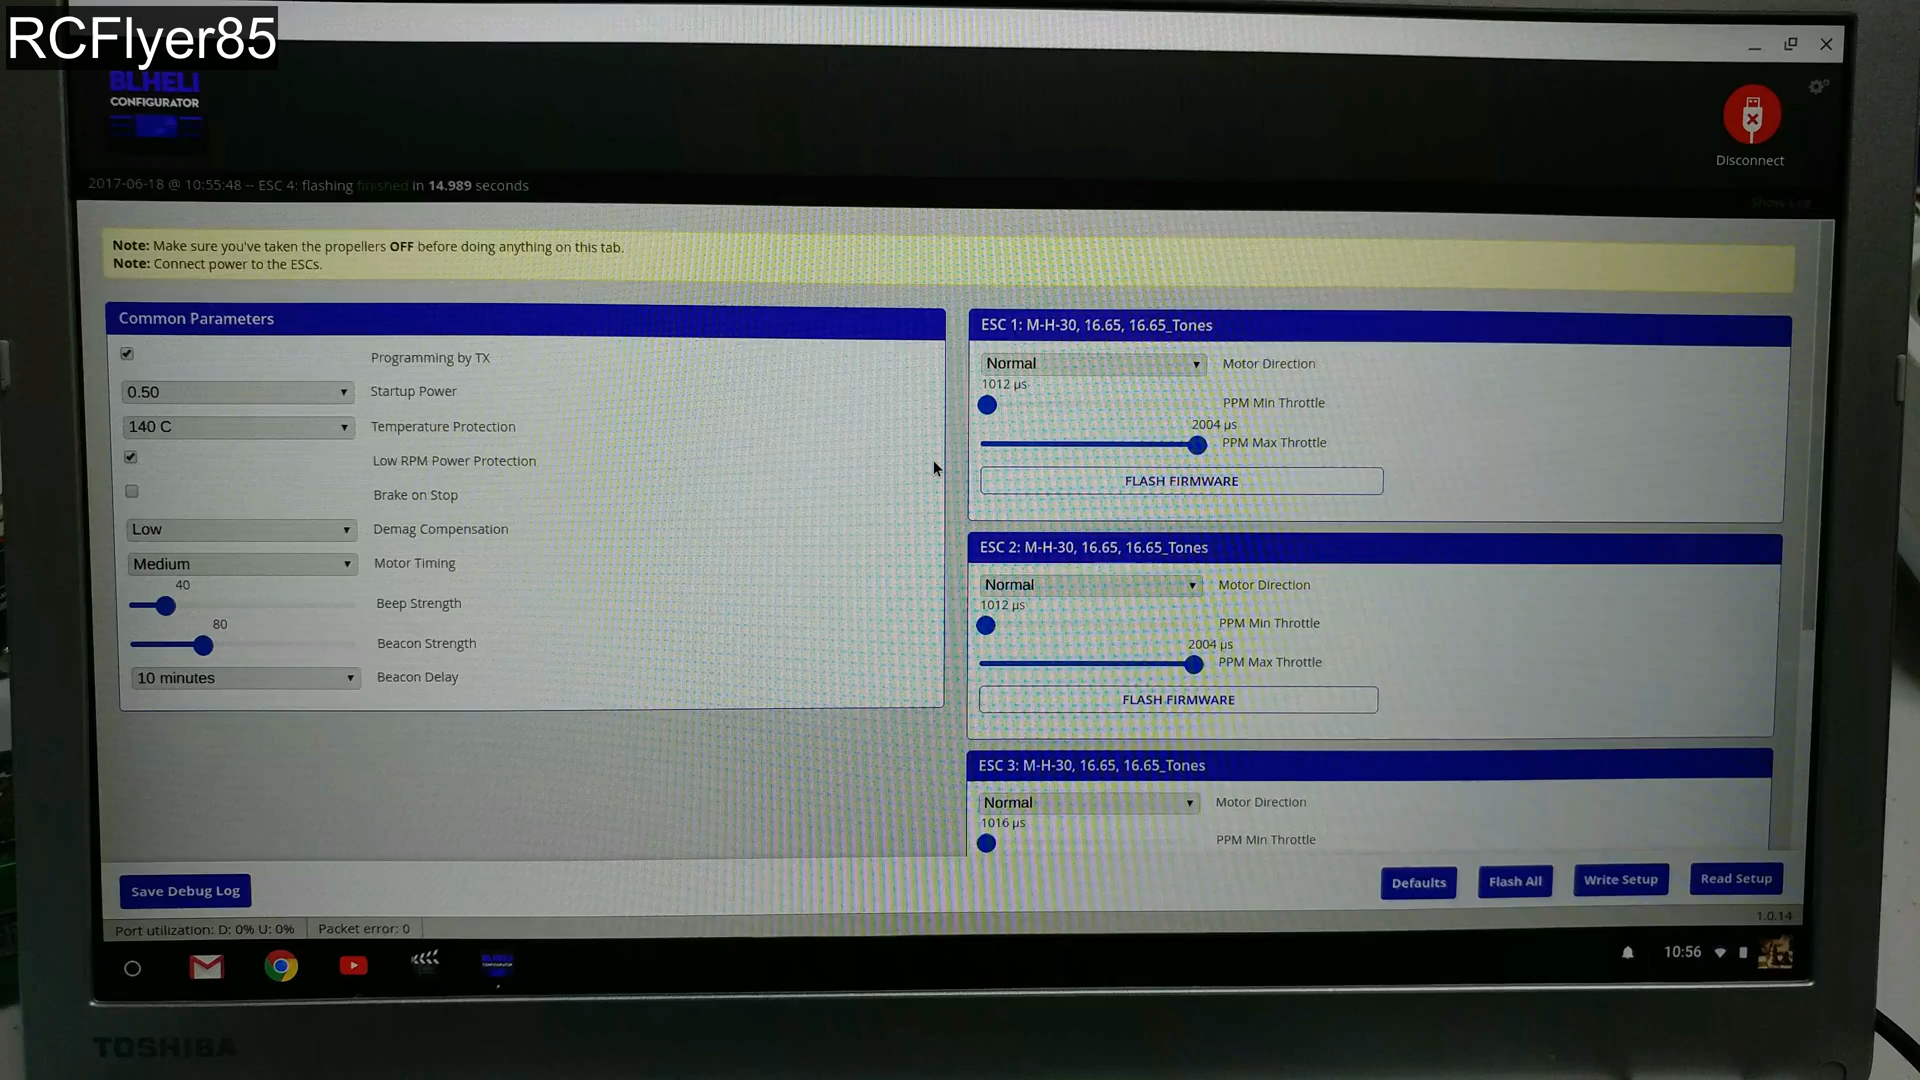 RCFlyer85
BLHELI
CONFIGURATOR
Disconnect
2017-06-18 @ 10:55:48 -- ESC 4: flashing finished in 14.989 seconds
Show Log
Note: Make sure you've taken the propellers OFF before doing anything on this tab.
Note: Connect power to the ESCs.
Common Parameters
Programming by TX
0.50 Startup Power
140 C Temperature Protection
Low RPM Power Protection
Brake on Stop
Low Demag Compensation
Medium Motor Timing
40
Beep Strength
80
Beacon Strength
10 minutes Beacon Delay
ESC 1: M-H-30, 16.65, 16.65_Tones
Normal Motor Direction
1012 µs
PPM Min Throttle
2004 µs
PPM Max Throttle
FLASH FIRMWARE
ESC 2: M-H-30, 16.65, 16.65_Tones
Normal Motor Direction
1012 µs
PPM Min Throttle
2004 µs
PPM Max Throttle
FLASH FIRMWARE
ESC 3: M-H-30, 16.65, 16.65_Tones
Normal Motor Direction
1016 µs
PPM Min Throttle
Save Debug Log
Defaults Flash All Write Setup Read Setup
Port utilization: D: 0% U: 0% Packet error: 0
1.0.14
10:56
TOSHIBA